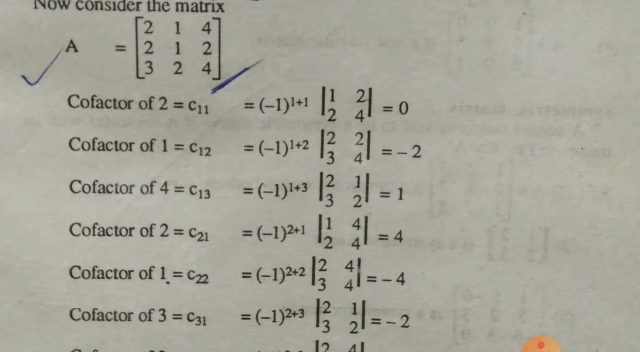 Now consider the matrix
A = [2 1 4
2 1 2
3 2 4]
Cofactor of 2 = c₁₁ = (–1)¹⁺¹ |1 2; 2 4| = 0
Cofactor of 1 = c₁₂ = (–1)¹⁺² |2 2; 3 4| = – 2
Cofactor of 4 = c₁₃ = (–1)¹⁺³ |2 1; 3 2| = 1
Cofactor of 2 = c₂₁ = (–1)²⁺¹ |1 4; 2 4| = 4
Cofactor of 1 = c₂₂ = (–1)²⁺² |2 4; 3 4| = – 4
Cofactor of 3 = c₃₁ = (–1)²⁺³ |2 1; 3 2| = – 2